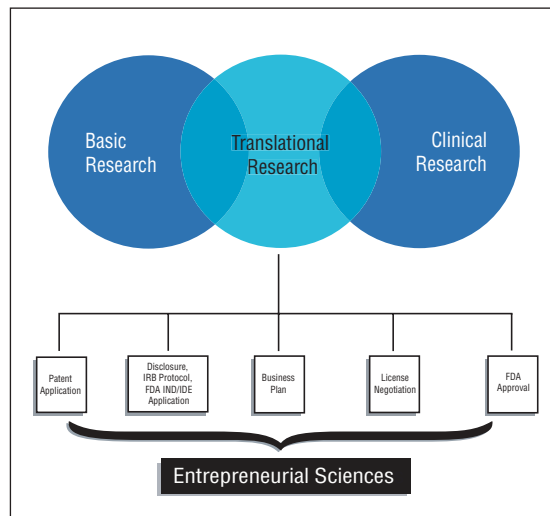 Basic
Research
Translational
Research
Clinical
Research
Patent
Application
Disclosure,
IRB Protocol,
FDA IND/IDE
Application
Business
Plan
License
Negotiation
FDA
Approval
Entrepreneurial Sciences